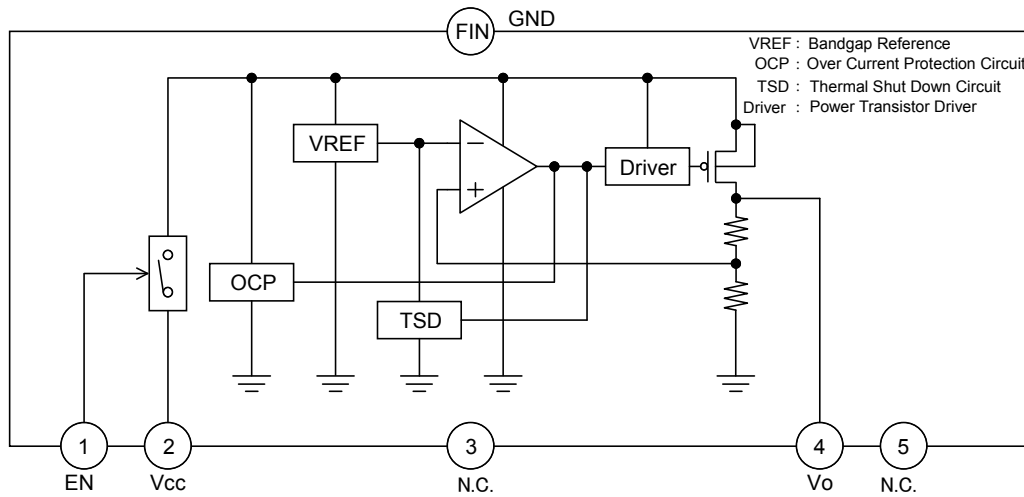 FIN GND
VREF : Bandgap Reference
OCP : Over Current Protection Circuit
TSD : Thermal Shut Down Circuit
Driver : Power Transistor Driver
VREF
−
+
Driver
OCP
TSD
1 2 3 4 5
EN Vcc N.C. Vo N.C.